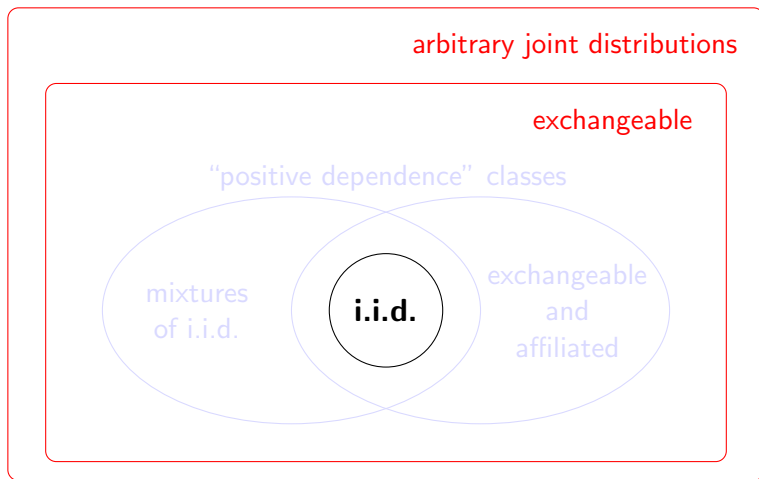 arbitrary joint distributions
exchangeable
“positive dependence” classes
mixtures
of i.i.d.
i.i.d.
exchangeable
and
affiliated